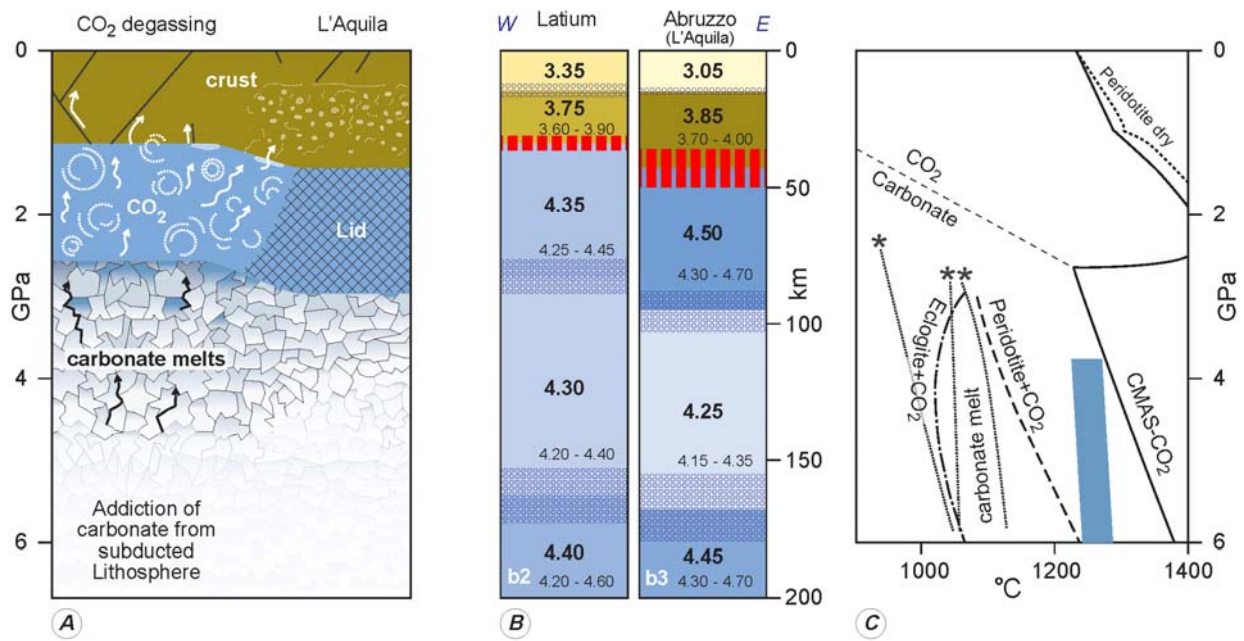 CO2 degassing
L'Aquila
0
2
4
6
GPa
crust
CO2
Lid
carbonate melts
Addiction of
carbonate from
subducted
Lithosphere
A
W
Latium
Abruzzo
(L'Aquila)
E
3.35
3.75
3.60 - 3.90
4.35
4.25 - 4.45
4.30
4.20 - 4.40
4.40
b2
4.20 - 4.60
3.05
3.85
3.70 - 4.00
4.50
4.30 - 4.70
4.25
4.15 - 4.35
4.45
b3
4.30 - 4.70
0
50
km
100
150
200
B
C
Peridotite dry
CO2
Carbonate
*
**
Eclogite+CO2
carbonate melt
Peridotite+CO2
CMAS-CO2
0
2
GPa
4
6
1000
1200
1400
°C